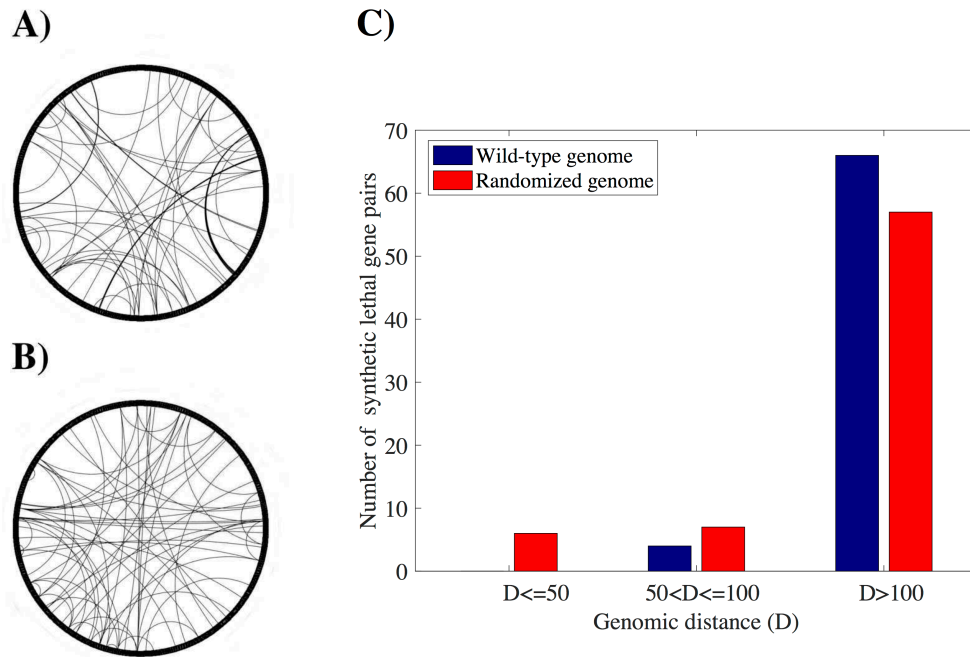 A)
B)
C)
70
60
50
40
30
20
10
0
Number of synthetic lethal gene pairs
Wild-type genome
Randomized genome
D<=50
50<D<=100
D>100
Genomic distance (D)